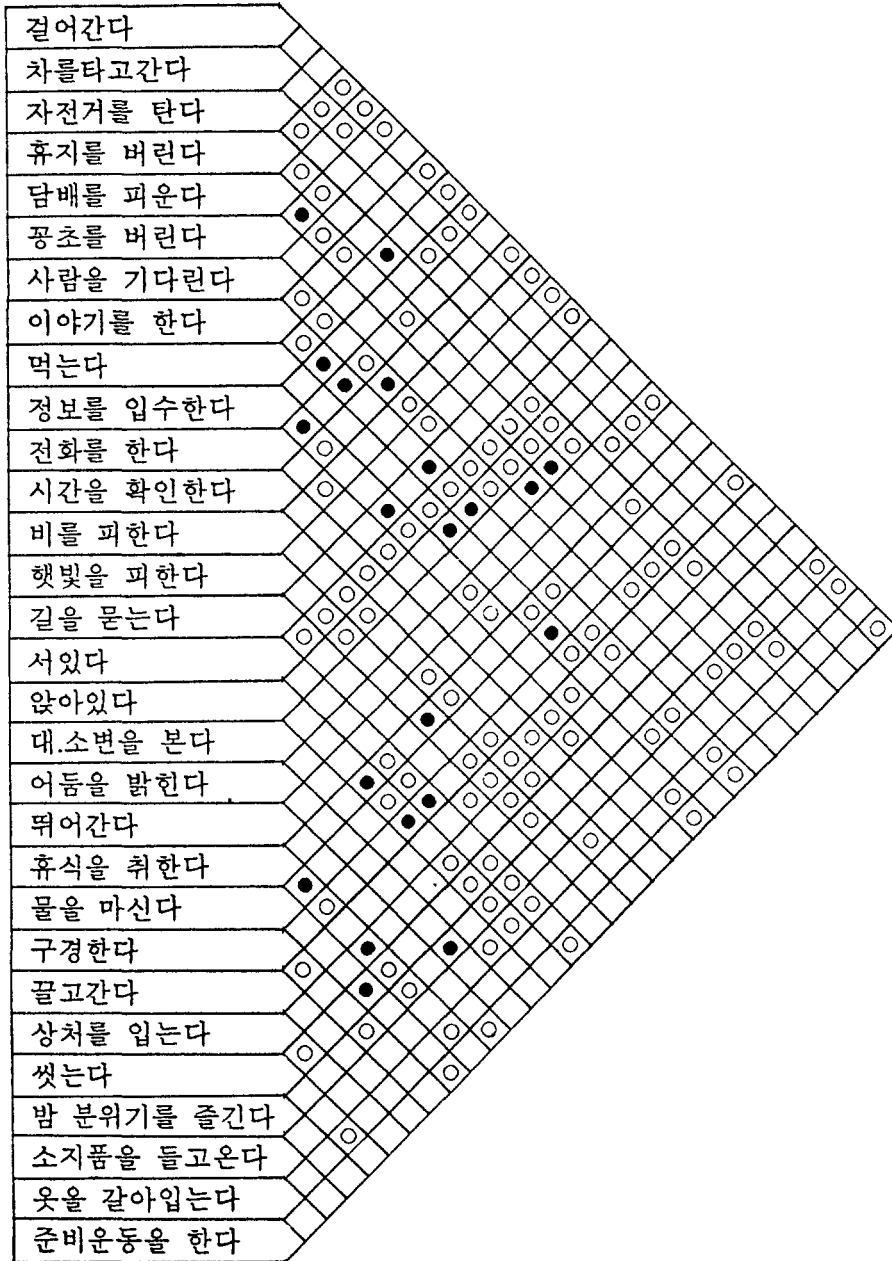 걸어간다
차를타고간다
자전거를 탄다
휴지를 버린다
담배를 피운다
꽁초를 버린다
사람을 기다린다
이야기를 한다
먹는다
정보를 입수한다
전화를 한다
시간을 확인한다
비를 피한다
햇빛을 피한다
길을 묻는다
서있다
앉아있다
대.소변을 본다
어둠을 밝힌다
뛰어간다
휴식을 취한다
물을 마신다
구경한다
끌고간다
상처를 입는다
씻는다
밤 분위기를 즐긴다
소지품을 들고온다
옷올 갈아입는다
준비운동을 한다